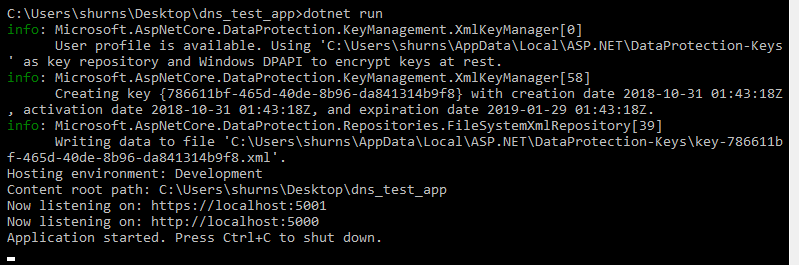 C:\Users\shurns\Desktop\dns_test_app>dotnet run
info: Microsoft.AspNetCore.DataProtection.KeyManagement.XmlKeyManager[0]
      User profile is available. Using 'C:\Users\shurns\AppData\Local\ASP.NET\DataProtection-Keys
' as key repository and Windows DPAPI to encrypt keys at rest.
info: Microsoft.AspNetCore.DataProtection.KeyManagement.XmlKeyManager[58]
      Creating key {786611bf-465d-40de-8b96-da841314b9f8} with creation date 2018-10-31 01:43:18Z
, activation date 2018-10-31 01:43:18Z, and expiration date 2019-01-29 01:43:18Z.
info: Microsoft.AspNetCore.DataProtection.Repositories.FileSystemXmlRepository[39]
      Writing data to file 'C:\Users\shurns\AppData\Local\ASP.NET\DataProtection-Keys\key-786611b
f-465d-40de-8b96-da841314b9f8.xml'.
Hosting environment: Development
Content root path: C:\Users\shurns\Desktop\dns_test_app
Now listening on: https://localhost:5001
Now listening on: http://localhost:5000
Application started. Press Ctrl+C to shut down.